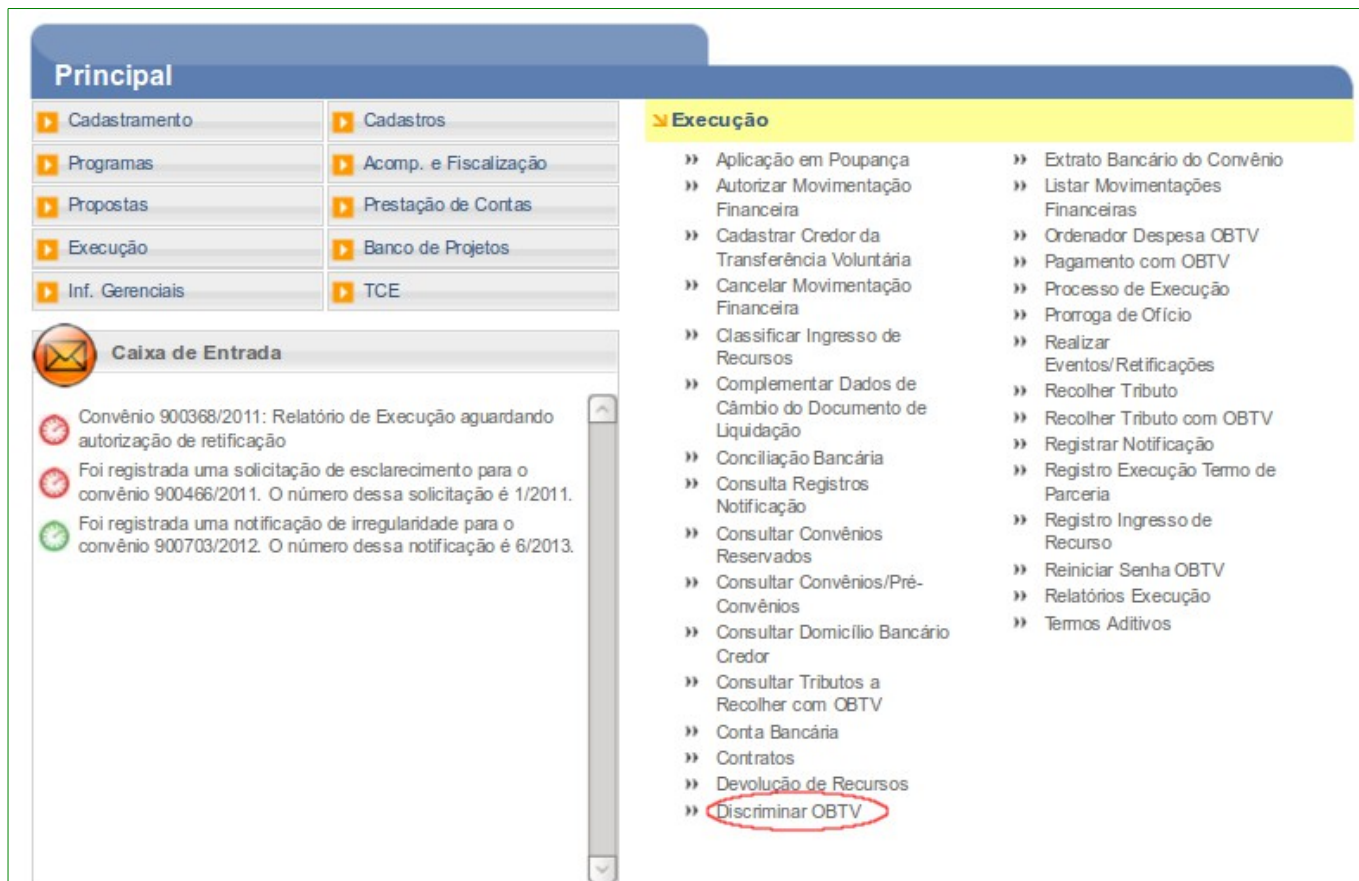 Principal
Cadastramento
Cadastros
Programas
Acomp. e Fiscalização
Propostas
Prestação de Contas
Execução
Banco de Projetos
Inf. Gerenciais
TCE
Caixa de Entrada
Convênio 900368/2011: Relatório de Execução aguardando
autorização de retificação
Foi registrada uma solicitação de esclarecimento para o
convênio 900466/2011. O número dessa solicitação é 1/2011.
Foi registrada uma notificação de irregularidade para o
convênio 900703/2012. O número dessa notificação é 6/2013.
Execução
Aplicação em Poupança
Autorizar Movimentação
Financeira
Cadastrar Credor da
Transferência Voluntária
Cancelar Movimentação
Financeira
Classificar Ingresso de
Recursos
Complementar Dados de
Câmbio do Documento de
Liquidação
Conciliação Bancária
Consulta Registros
Notificação
Consultar Convênios
Reservados
Consultar Convênios/Pré-
Convênios
Consultar Domicílio Bancário
Credor
Consultar Tributos a
Recolher com OBTV
Conta Bancária
Contratos
Devolução de Recursos
Discriminar OBTV
Extrato Bancário do Convênio
Listar Movimentações
Financeiras
Ordenador Despesa OBTV
Pagamento com OBTV
Processo de Execução
Prorroga de Ofício
Realizar
Eventos/Retificações
Recolher Tributo
Recolher Tributo com OBTV
Registrar Notificação
Registro Execução Termo de
Parceria
Registro Ingresso de
Recurso
Reiniciar Senha OBTV
Relatórios Execução
Termos Aditivos